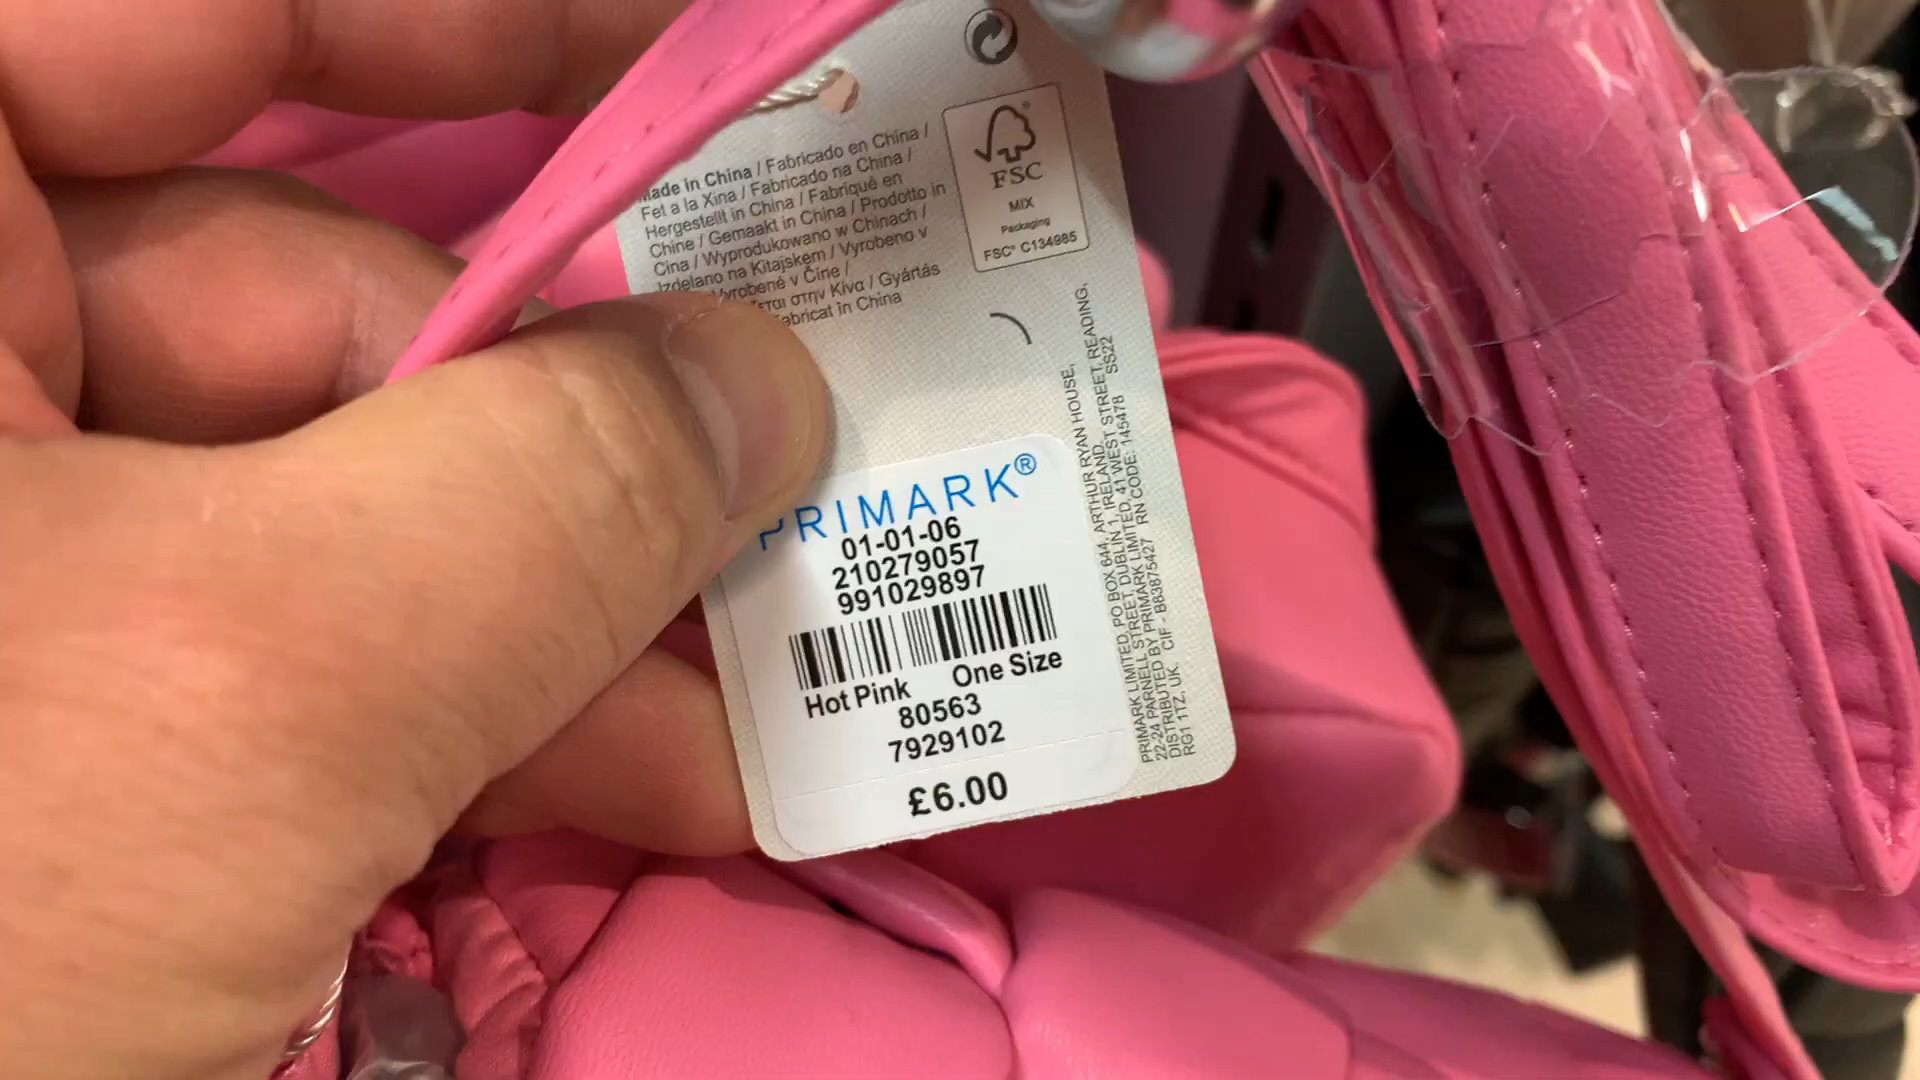 Made in China / Fabricado en China /
Fet a la Xina / Fabricado na China /
Hergestellt in China / Fabriqué en
Chine / Gemaakt in China / Prodotto in
Cina / Wyprodukowano w Chinach /
Izdelano na Kitajskem / Vyrobeno v
Vyrobené v Číne /
στην Κίνα / Gyártás
în China
FSC®
MIX
Packaging
FSC® C134985
PRIMARK LIMITED, PO BOX 644, ARTHUR RYAN HOUSE,
22-24 PARNELL STREET, DUBLIN 1, IRELAND.
DISTRIBUTED BY PRIMARK LIMITED, 41 WEST STREET, READING,
RG1 1TZ, UK. CIF - B83875427 RN CODE: 145478 SS22
PRIMARK®
01-01-06
210279057
991029897
Hot Pink One Size
80563
7929102
£6.00